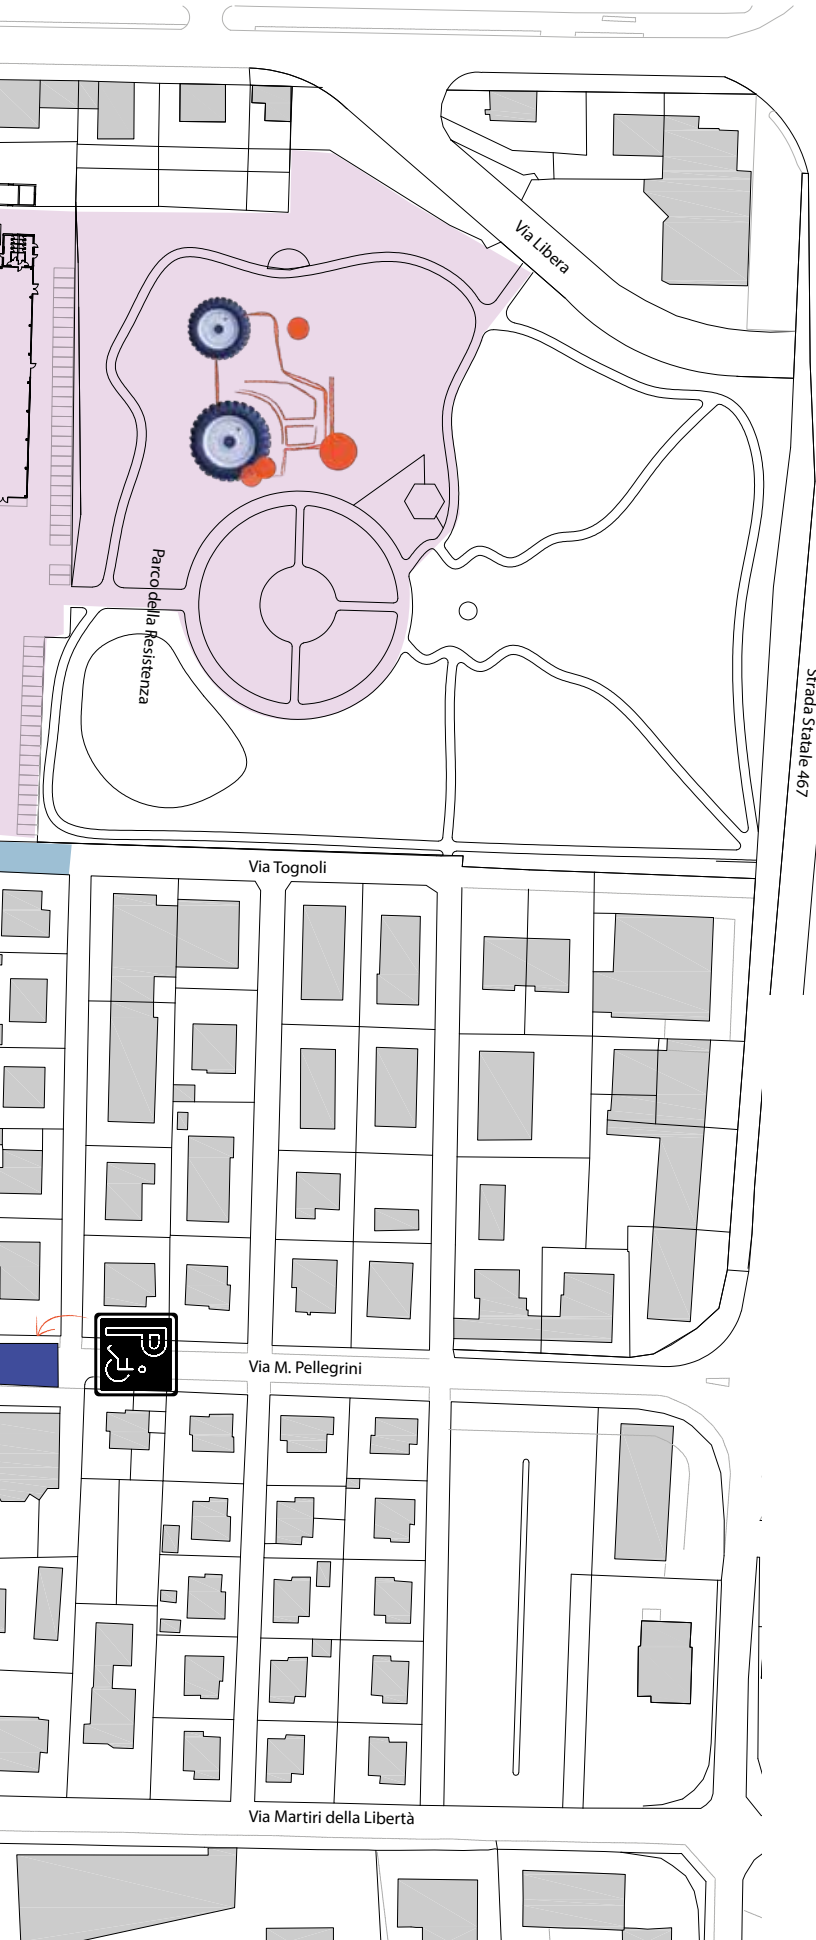 Via Libera
Parco della Resistenza
Strada Statale 467
Via Tognoli
Via M. Pellegrini
Via Martiri della Libertà